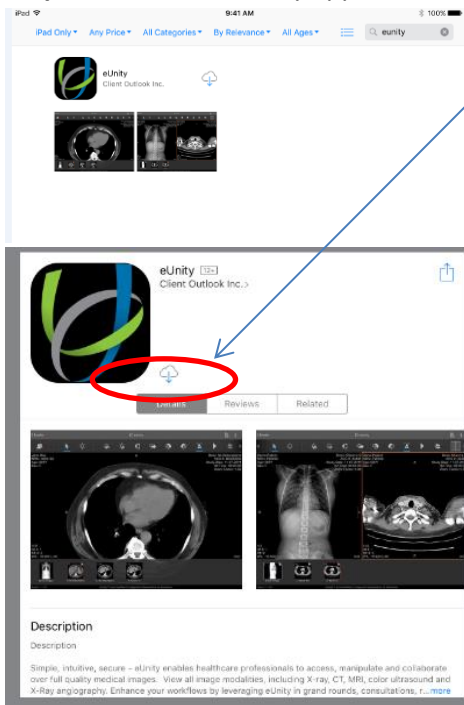 iPad 9:41 AM 100%
iPad Only ▾ Any Price ▾ All Categories ▾ By Relevance ▾ All Ages ▾ eunity
eUnity
Client Outlook Inc.
eUnity 12+
Client Outlook Inc. >
Details Reviews Related
Description
Description
Simple, intuitive, secure – eUnity enables healthcare professionals to access, manipulate and collaborate
over full quality medical images. View all image modalities, including X-ray, CT, MRI, color ultrasound and
X-Ray angiography. Enhance your workflows by leveraging eUnity in grand rounds, consultations, r... more